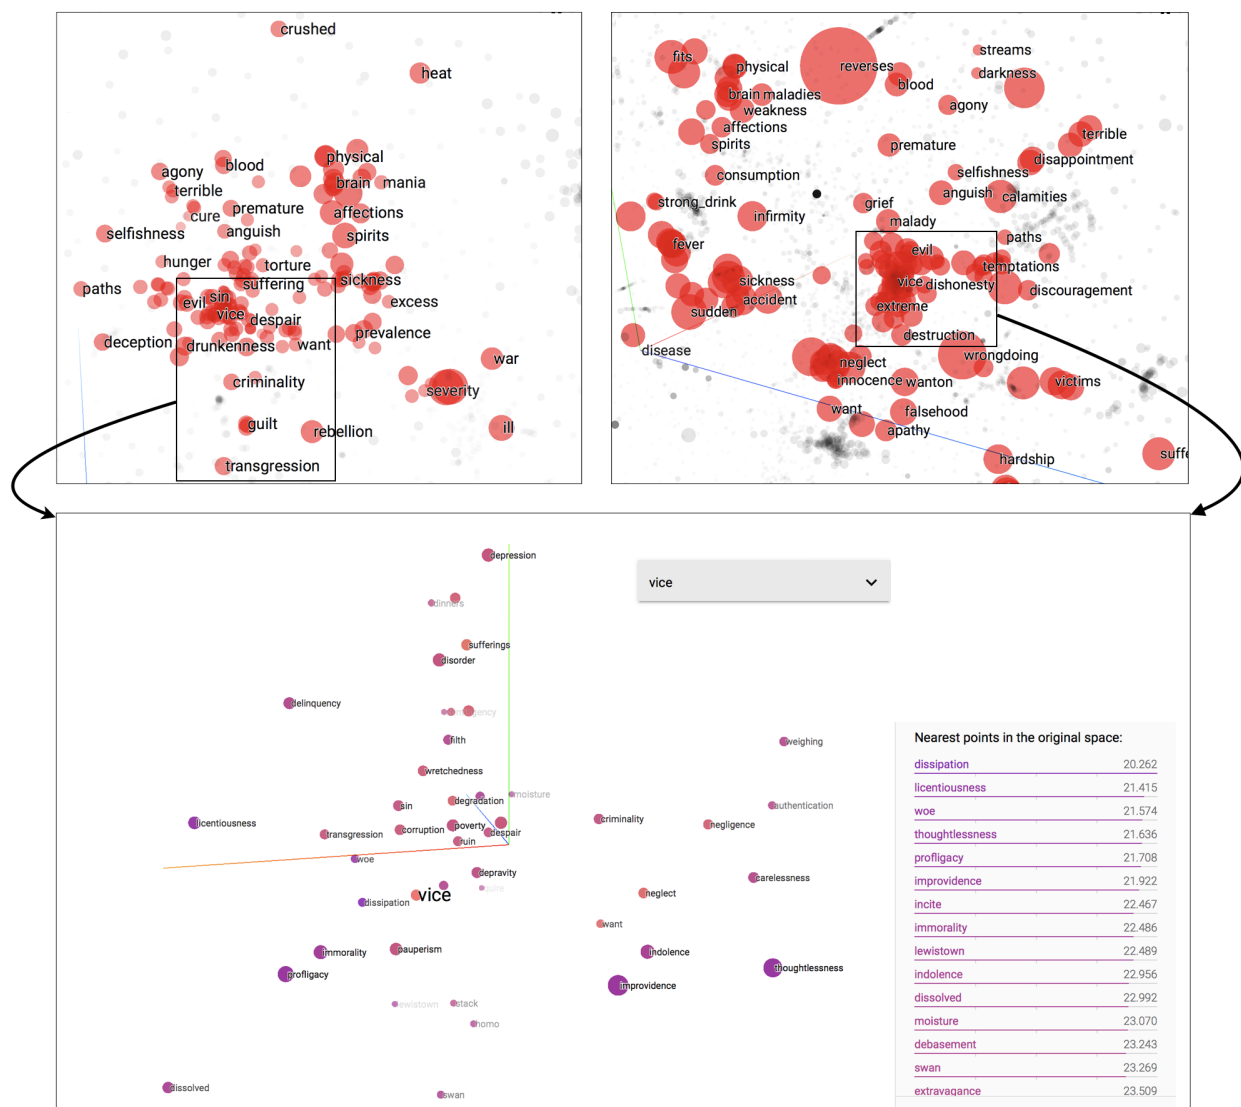 crushed
heat
physical
blood
agony
brain
mania
terrible
premature
cure
affections
anguish
selfishness
spirits
hunger
torture
sickness
suffering
paths
evil
sin
excess
vice
despair
prevalence
deception
drunkenness
want
war
criminality
severity
guilt
rebellion
ill
transgression
fits
physical
reverses
streams
darkness
blood
brain
maladies
weakness
agony
affections
terrible
spirits
premature
disappointment
selfishness
consumption
anguish
calamities
strong_drink
grief
infirmity
malady
paths
fever
evil
temptations
sickness
vice
dishonesty
discouragement
accident
extreme
sudden
destruction
disease
wrongdoing
neglect
innocence
wanton
victims
want
falsehood
apathy
hardship
suffe
depression
vice
dinners
sufferings
disorder
delinquency
filth
weighing
wretchedness
moisture
degradation
sin
authentication
licentiousness
criminality
poverty
negligence
transgression
corruption
despair
ruin
woe
depravity
carelessness
vice
neglect
dissipation
want
pauperism
immorality
indolence
profligacy
thoughtlessness
improvidence
lewistown
stack
homo
dissolved
swan
Nearest points in the original space:
dissipation 20.262
licentiousness 21.415
woe 21.574
thoughtlessness 21.636
profligacy 21.708
improvidence 21.922
incite 22.467
immorality 22.486
lewistown 22.489
indolence 22.956
dissolved 22.992
moisture 23.070
debasement 23.243
swan 23.269
extravagance 23.509